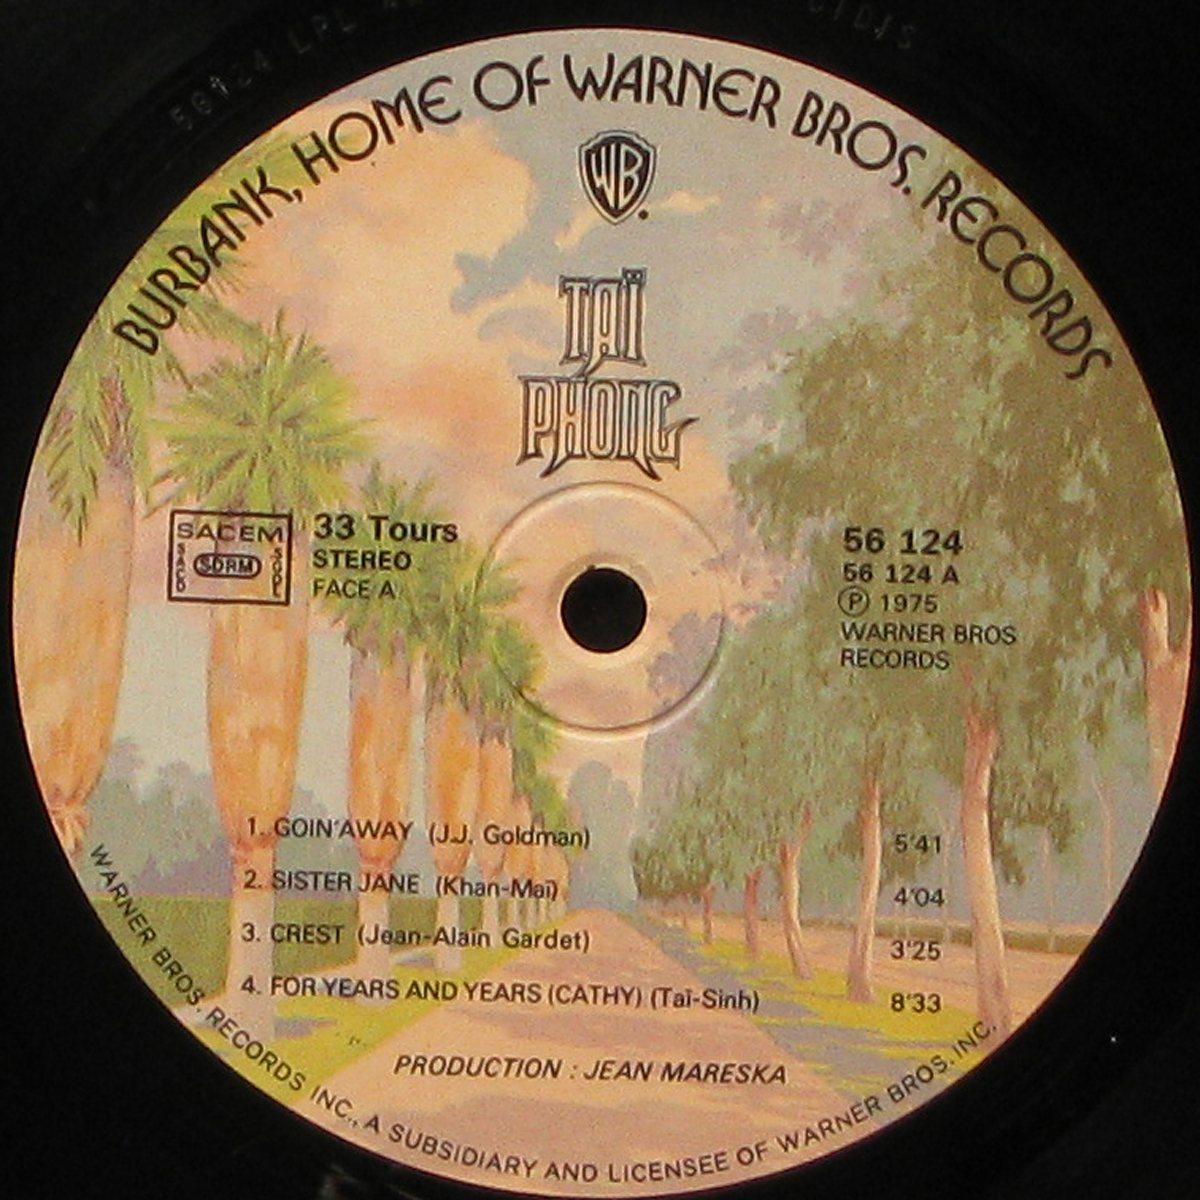 BURBANK, HOME OF WARNER BROS. RECORDS
WB
TAÏ
PHONG
SACEM
SACD
SDRM
SGDL
33 Tours
STEREO
FACE A
56 124
56 124 A
Ⓟ 1975
WARNER BROS
RECORDS
1. GOIN'AWAY (J.J. Goldman) 5'41
2. SISTER JANE (Khan-Maï) 4'04
3. CREST (Jean-Alain Gardet) 3'25
4. FOR YEARS AND YEARS (CATHY) (Taï-Sinh) 8'33
PRODUCTION : JEAN MARESKA
WARNER BROS. RECORDS INC., A SUBSIDIARY AND LICENSEE OF WARNER BROS. INC.